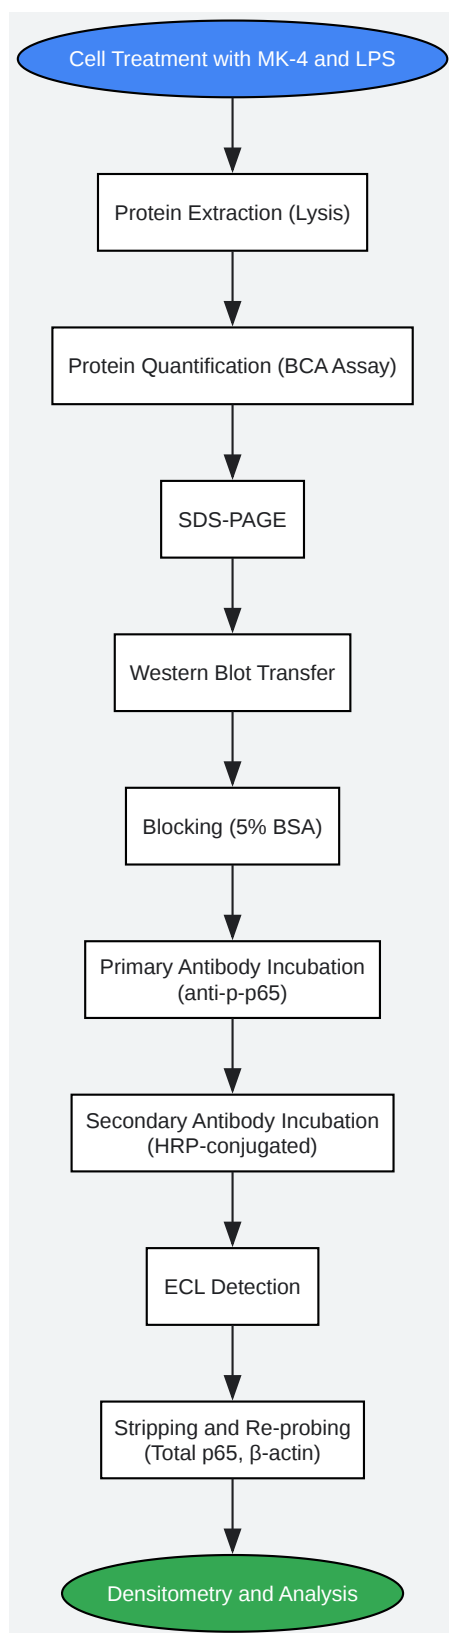 Cell Treatment with MK-4 and LPS
Protein Extraction (Lysis)
Protein Quantification (BCA Assay)
SDS-PAGE
Western Blot Transfer
Blocking (5% BSA)
Primary Antibody Incubation
(anti-p-p65)
Secondary Antibody Incubation
(HRP-conjugated)
ECL Detection
Stripping and Re-probing
(Total p65, β-actin)
Densitometry and Analysis